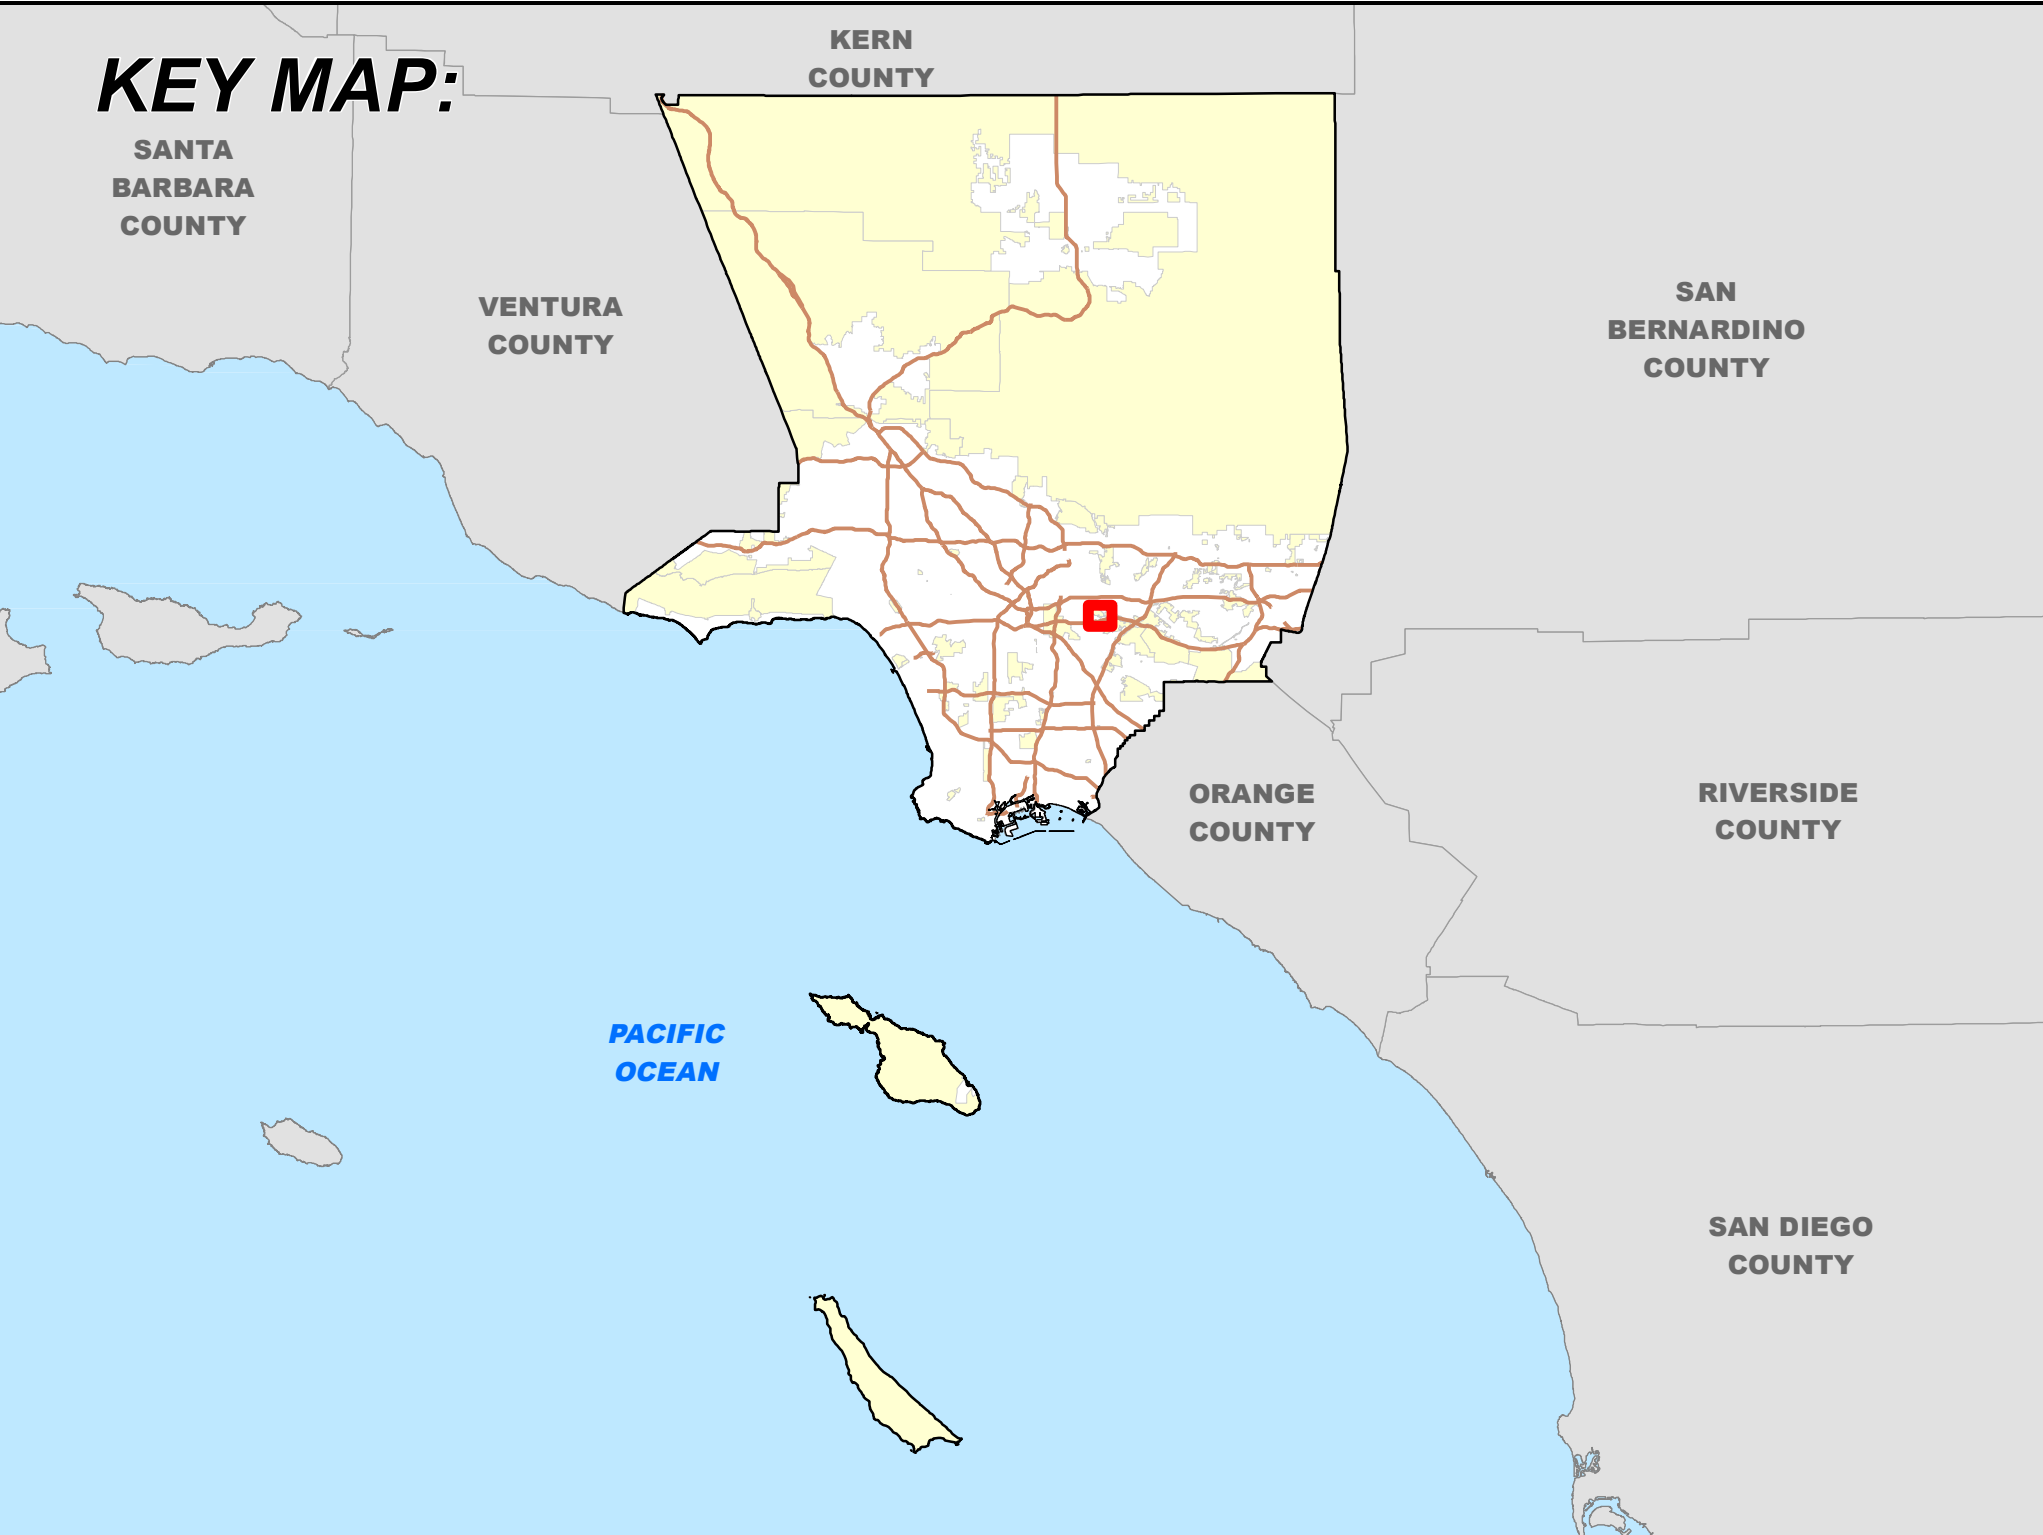 KEY MAP:
KERN
COUNTY
SANTA
BARBARA
COUNTY
VENTURA
COUNTY
SAN
BERNARDINO
COUNTY
ORANGE
COUNTY
RIVERSIDE
COUNTY
PACIFIC
OCEAN
SAN DIEGO
COUNTY